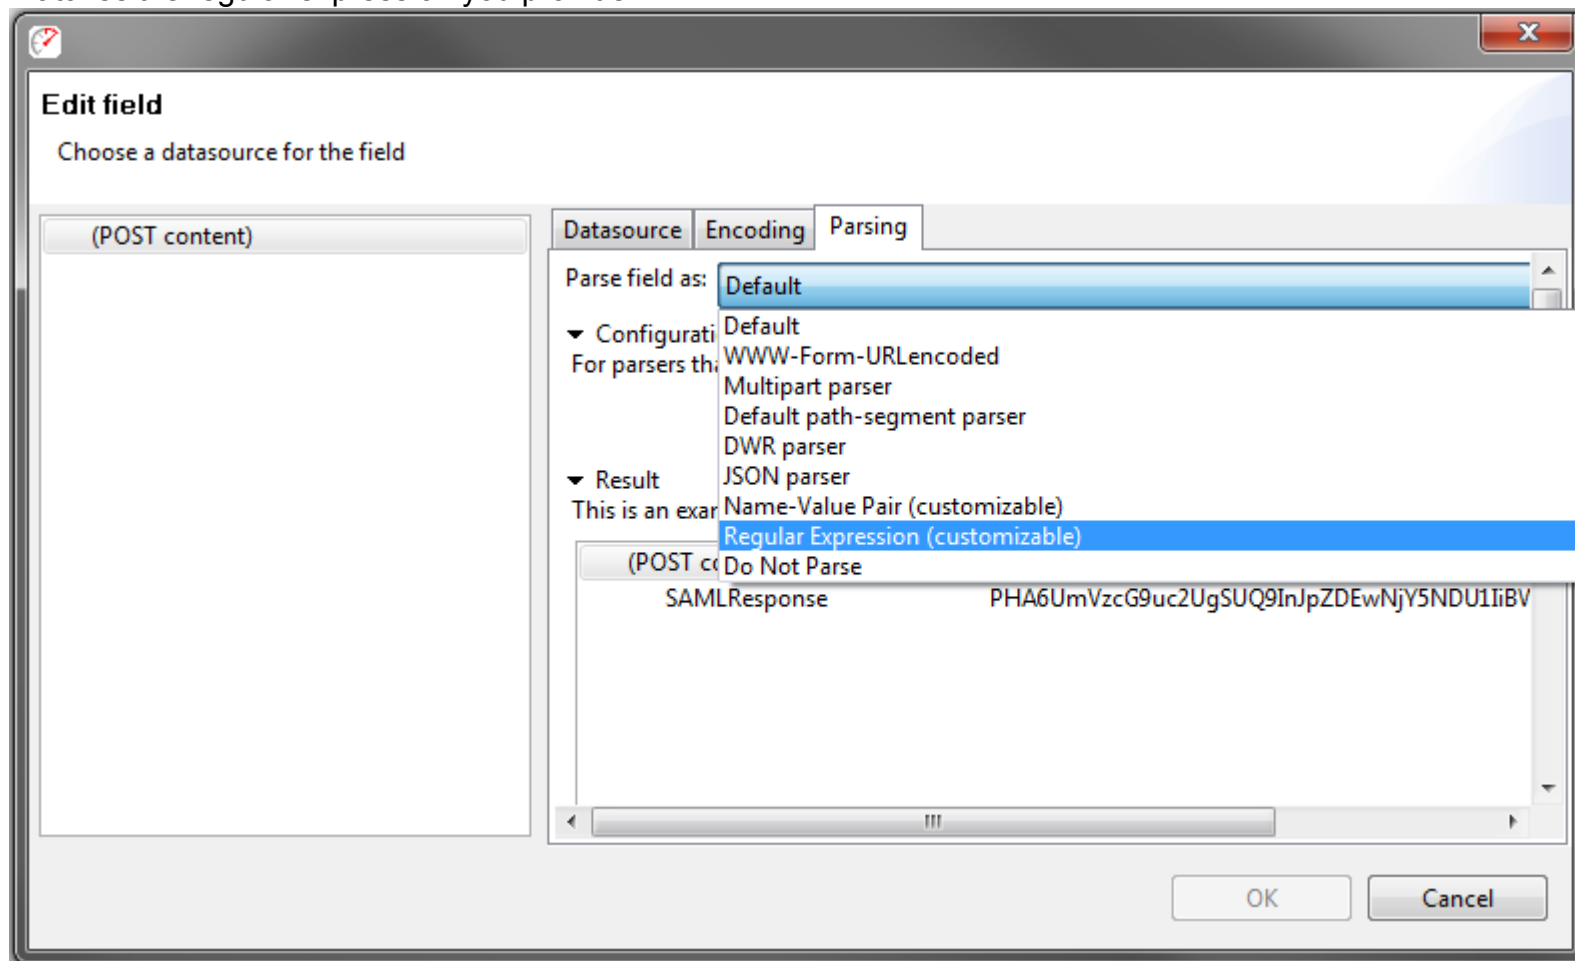 Edit field
Choose a datasource for the field
(POST content)
Datasource Encoding Parsing
Parse field as: Default
Default
Configurati
WWW-Form-URLencoded
For parsers tha
Multipart parser
Default path-segment parser
DWR parser
JSON parser
Result
Name-Value Pair (customizable)
This is an exar
Regular Expression (customizable)
(POST co
Do Not Parse
SAMLResponse PHA6UmVzcG9uc2UgSUQ9InJpZDEwNjY5NDU1IiBV
OK Cancel